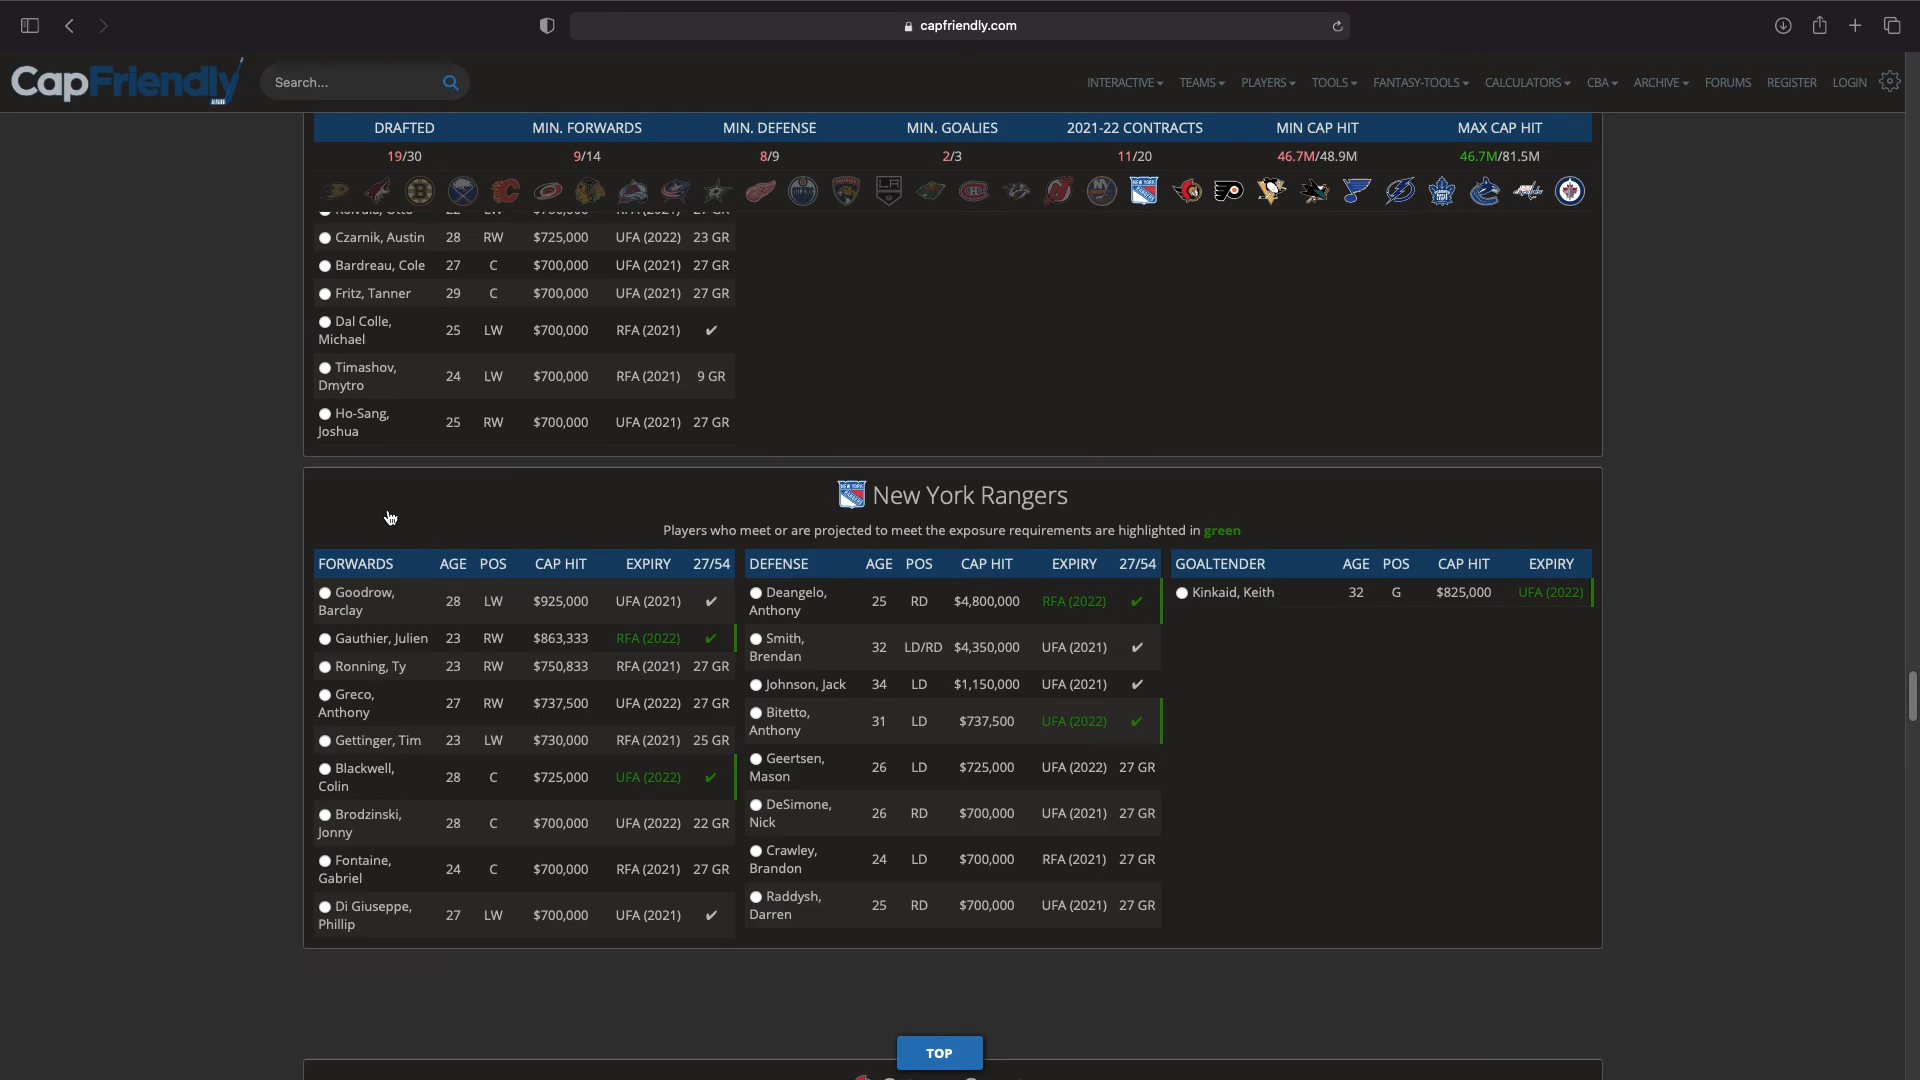 capfriendly.com
CapFriendly
Search...
INTERACTIVE TEAMS PLAYERS TOOLS FANTASY-TOOLS CALCULATORS CBA ARCHIVE FORUMS REGISTER LOGIN
DRAFTED MIN. FORWARDS MIN. DEFENSE MIN. GOALIES 2021-22 CONTRACTS MIN CAP HIT MAX CAP HIT
19/30 9/14 8/9 2/3 11/20 46.7M/48.9M 46.7M/81.5M
Czarnik, Austin 28 RW $725,000 UFA (2022) 23 GR
Bardreau, Cole 27 C $700,000 UFA (2021) 27 GR
Fritz, Tanner 29 C $700,000 UFA (2021) 27 GR
Dal Colle,
Michael 25 LW $700,000 RFA (2021) ✔
Timashov,
Dmytro 24 LW $700,000 RFA (2021) 9 GR
Ho-Sang,
Joshua 25 RW $700,000 UFA (2021) 27 GR
New York Rangers
Players who meet or are projected to meet the exposure requirements are highlighted in green
FORWARDS AGE POS CAP HIT EXPIRY 27/54
Goodrow,
Barclay 28 LW $925,000 UFA (2021) ✔
Gauthier, Julien 23 RW $863,333 RFA (2022) ✔
Ronning, Ty 23 RW $750,833 RFA (2021) 27 GR
Greco,
Anthony 27 RW $737,500 UFA (2022) 27 GR
Gettinger, Tim 23 LW $730,000 RFA (2021) 25 GR
Blackwell,
Colin 28 C $725,000 UFA (2022) ✔
Brodzinski,
Jonny 28 C $700,000 UFA (2022) 22 GR
Fontaine,
Gabriel 24 C $700,000 RFA (2021) 27 GR
Di Giuseppe,
Phillip 27 LW $700,000 UFA (2021) ✔
DEFENSE AGE POS CAP HIT EXPIRY 27/54
Deangelo,
Anthony 25 RD $4,800,000 RFA (2022) ✔
Smith,
Brendan 32 LD/RD $4,350,000 UFA (2021) ✔
Johnson, Jack 34 LD $1,150,000 UFA (2021) ✔
Bitetto,
Anthony 31 LD $737,500 UFA (2022) ✔
Geertsen,
Mason 26 LD $725,000 UFA (2022) 27 GR
DeSimone,
Nick 26 RD $700,000 UFA (2021) 27 GR
Crawley,
Brandon 24 LD $700,000 RFA (2021) 27 GR
Raddysh,
Darren 25 RD $700,000 UFA (2021) 27 GR
GOALTENDER AGE POS CAP HIT EXPIRY
Kinkaid, Keith 32 G $825,000 UFA (2022)
TOP